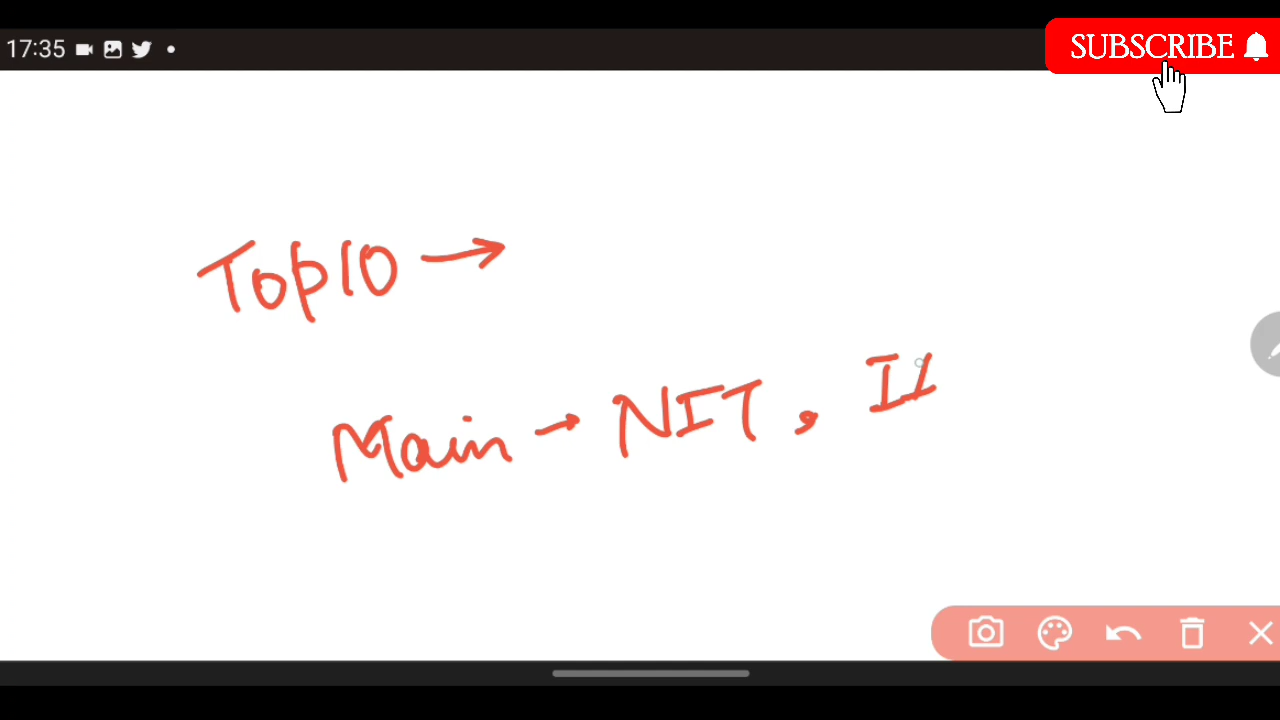 17:35
SUBSCRIBE
Top10 →
Main → NIT, II